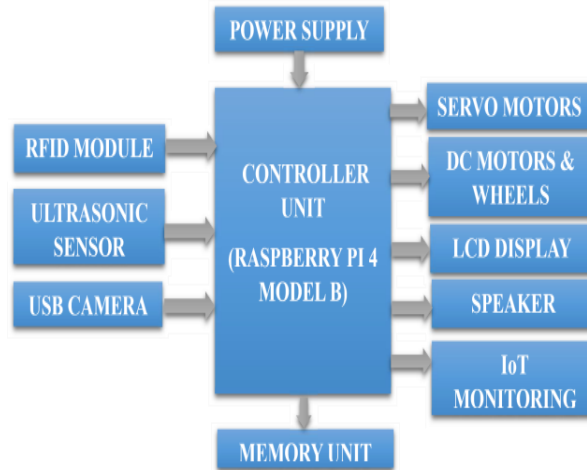 POWER SUPPLY
RFID MODULE
ULTRASONIC
SENSOR
USB CAMERA
CONTROLLER
UNIT
(RASPBERRY PI 4
MODEL B)
SERVO MOTORS
DC MOTORS &
WHEELS
LCD DISPLAY
SPEAKER
IoT
MONITORING
MEMORY UNIT